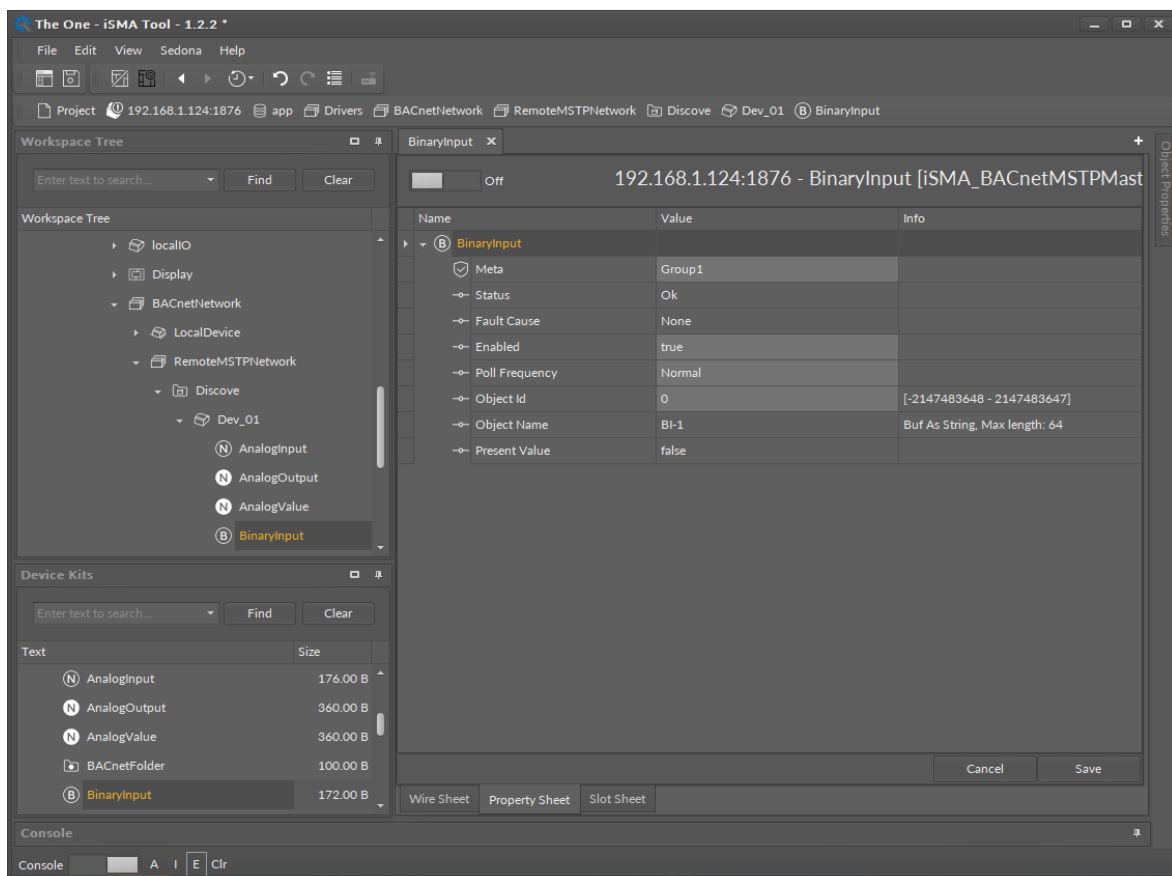 The One - iSMA Tool - 1.2.2 *
File Edit View Sedona Help
Project 192.168.1.124:1876 app Drivers BACnetNetwork RemoteMSTPNetwork Discove Dev_01 B BinaryInput
Workspace Tree
Enter text to search... Find Clear
Workspace Tree
localIO
Display
BACnetNetwork
LocalDevice
RemoteMSTPNetwork
Discove
Dev_01
N AnalogInput
N AnalogOutput
N AnalogValue
B BinaryInput
Device Kits
Enter text to search... Find Clear
Text Size
N AnalogInput 176.00 B
N AnalogOutput 360.00 B
N AnalogValue 360.00 B
BACnetFolder 100.00 B
B BinaryInput 172.00 B
BinaryInput
Off 192.168.1.124:1876 - BinaryInput [iSMA_BACnetMSTPMast
Name Value Info
B BinaryInput
Meta Group1
Status Ok
Fault Cause None
Enabled true
Poll Frequency Normal
Object Id 0 [-2147483648 - 2147483647]
Object Name BI-1 Buf As String, Max length: 64
Present Value false
Cancel Save
Wire Sheet Property Sheet Slot Sheet
Object Properties
Console
Console A I E Clr